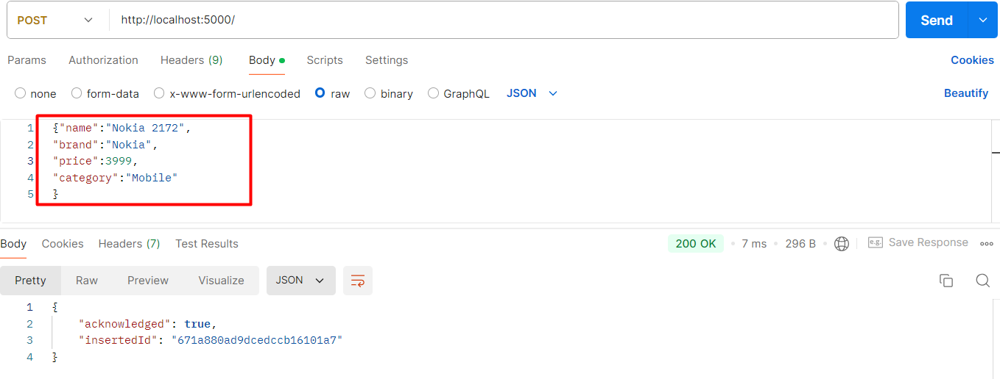 POST http://localhost:5000/ Send
Params Authorization Headers (9) Body Scripts Settings Cookies
none form-data x-www-form-urlencoded raw binary GraphQL JSON Beautify
1 {"name":"Nokia 2172",
2 "brand":"Nokia",
3 "price":3999,
4 "category":"Mobile"
5 }
Body Cookies Headers (7) Test Results 200 OK 7 ms 296 B e.g. Save Response
Pretty Raw Preview Visualize JSON
1 {
2 "acknowledged": true,
3 "insertedId": "671a880ad9dcedccb16101a7"
4 }